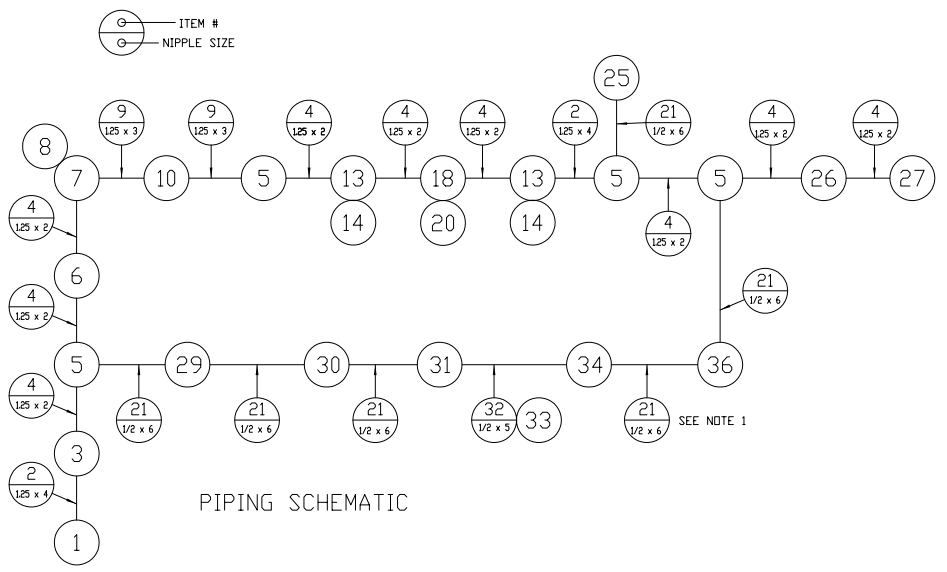 ITEM #
NIPPLE SIZE
25
9
1.25 x 3
9
1.25 x 3
4
1.25 x 2
4
1.25 x 2
4
1.25 x 2
2
1.25 x 4
21
1/2 x 6
4
1.25 x 2
4
1.25 x 2
8
7
10
5
13
18
13
5
5
26
27
14
20
14
4
1.25 x 2
4
1.25 x 2
6
21
1/2 x 6
4
1.25 x 2
5
29
30
31
34
36
4
1.25 x 2
21
1/2 x 6
21
1/2 x 6
21
1/2 x 6
32
1/2 x 5
33
21
1/2 x 6
SEE NOTE 1
3
2
1.25 x 4
PIPING SCHEMATIC
1